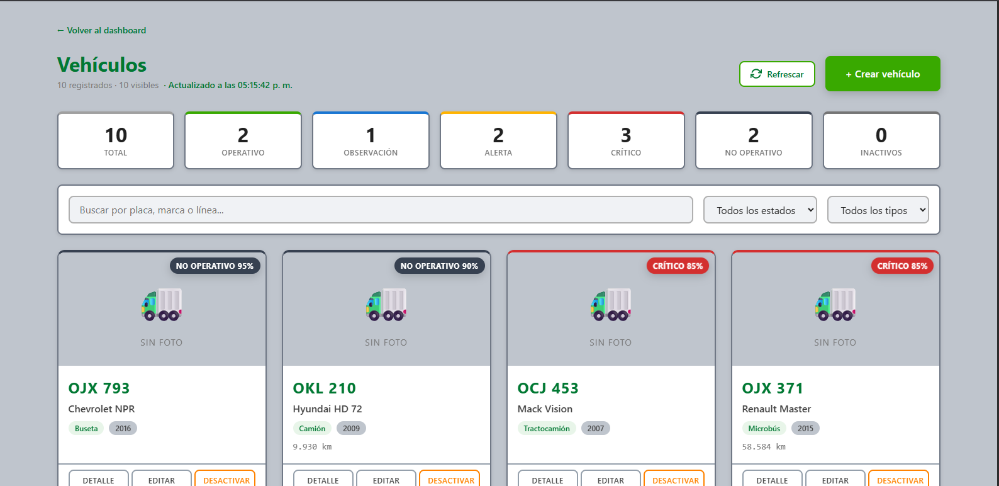 ← Volver al dashboard
Vehículos
10 registrados · 10 visibles · Actualizado a las 05:15:42 p. m.
Refrescar
+ Crear vehículo
10
TOTAL
2
OPERATIVO
1
OBSERVACIÓN
2
ALERTA
3
CRÍTICO
2
NO OPERATIVO
0
INACTIVOS
Buscar por placa, marca o línea...
Todos los estados
Todos los tipos
NO OPERATIVO 95%
SIN FOTO
OJX 793
Chevrolet NPR
Buseta 2016
DETALLE EDITAR DESACTIVAR
NO OPERATIVO 90%
SIN FOTO
OKL 210
Hyundai HD 72
Camión 2009
9.930 km
DETALLE EDITAR DESACTIVAR
CRÍTICO 85%
SIN FOTO
OCJ 453
Mack Vision
Tractocamión 2007
DETALLE EDITAR DESACTIVAR
CRÍTICO 85%
SIN FOTO
OJX 371
Renault Master
Microbús 2015
58.584 km
DETALLE EDITAR DESACTIVAR